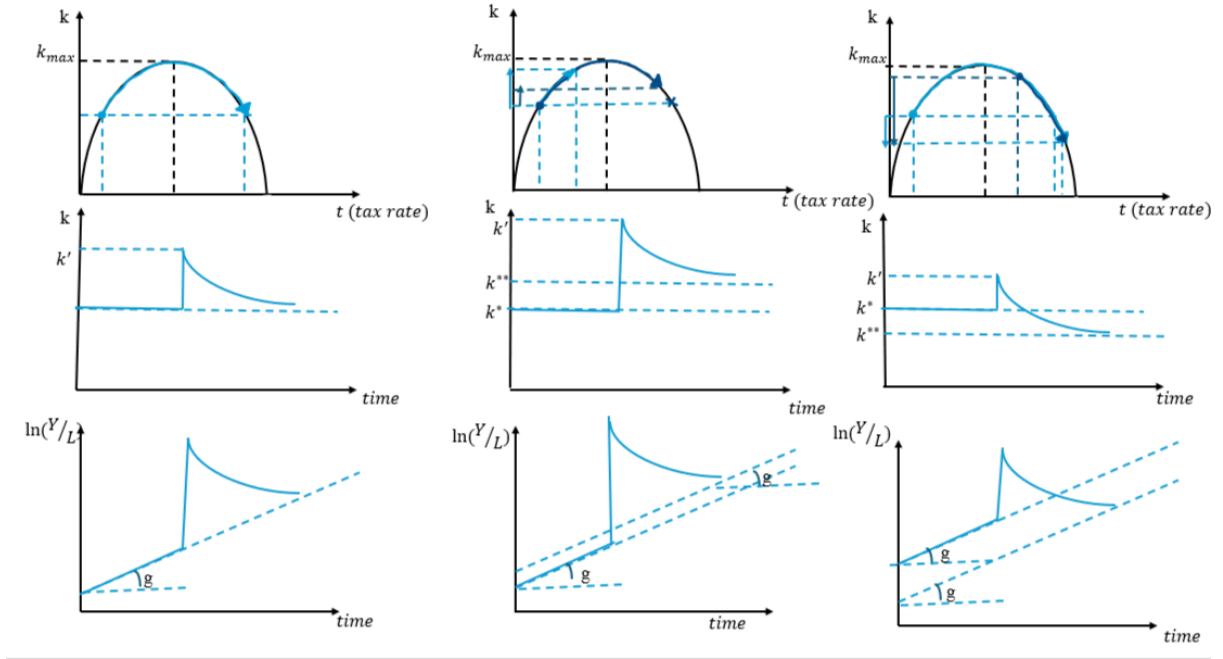 k
k_max
t (tax rate)
k
k_max
t (tax rate)
k
k_max
t (tax rate)
k
k'
time
k
k'
k**
k*
time
k
k'
k*
k**
time
ln(Y/L
g
time
ln(Y/L)
g
g
time
ln(Y/L)
g
g
time